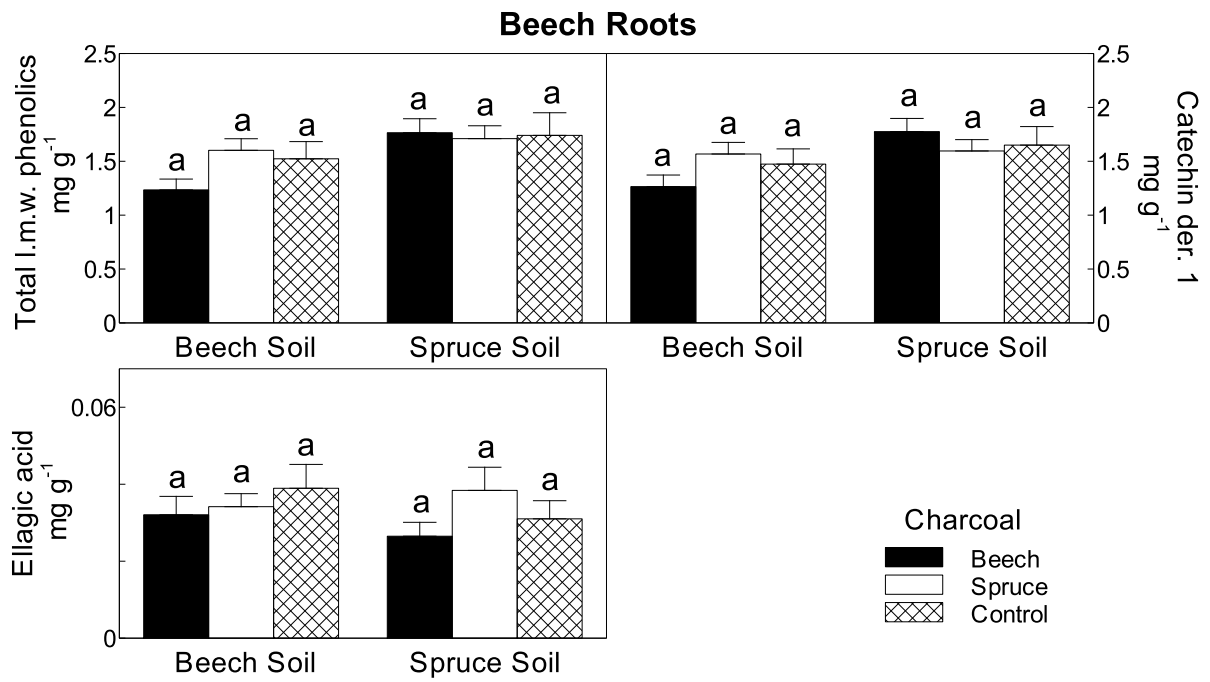 Beech Roots
Total l.m.w. phenolics
mg g-1
2.5
2
1.5
1
0.5
0
a
a
a
a
a
a
Beech Soil
Spruce Soil
a
a
a
a
a
a
Beech Soil
Spruce Soil
2.5
2
1.5
1
0.5
0
Catechin der. 1
mg g-1
Ellagic acid
mg g-1
0.06
0
a
a
a
a
a
a
Beech Soil
Spruce Soil
Charcoal
Beech
Spruce
Control